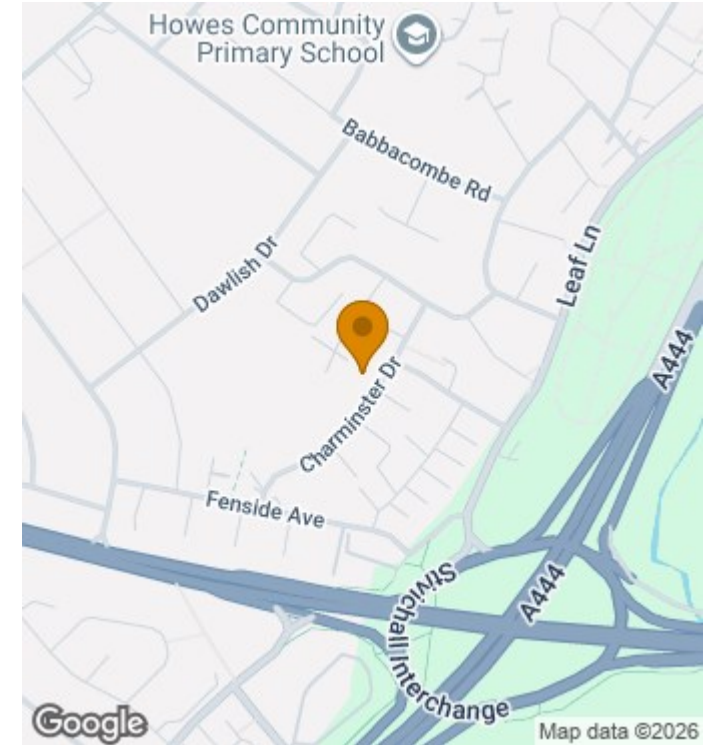 Howes Community
Primary School
Babbacombe Rd
Leaf Ln
Dawlish Dr
A444
Charminster Dr
Fenside Ave
Stivichall Interchange
A444
Google
Map data ©2026